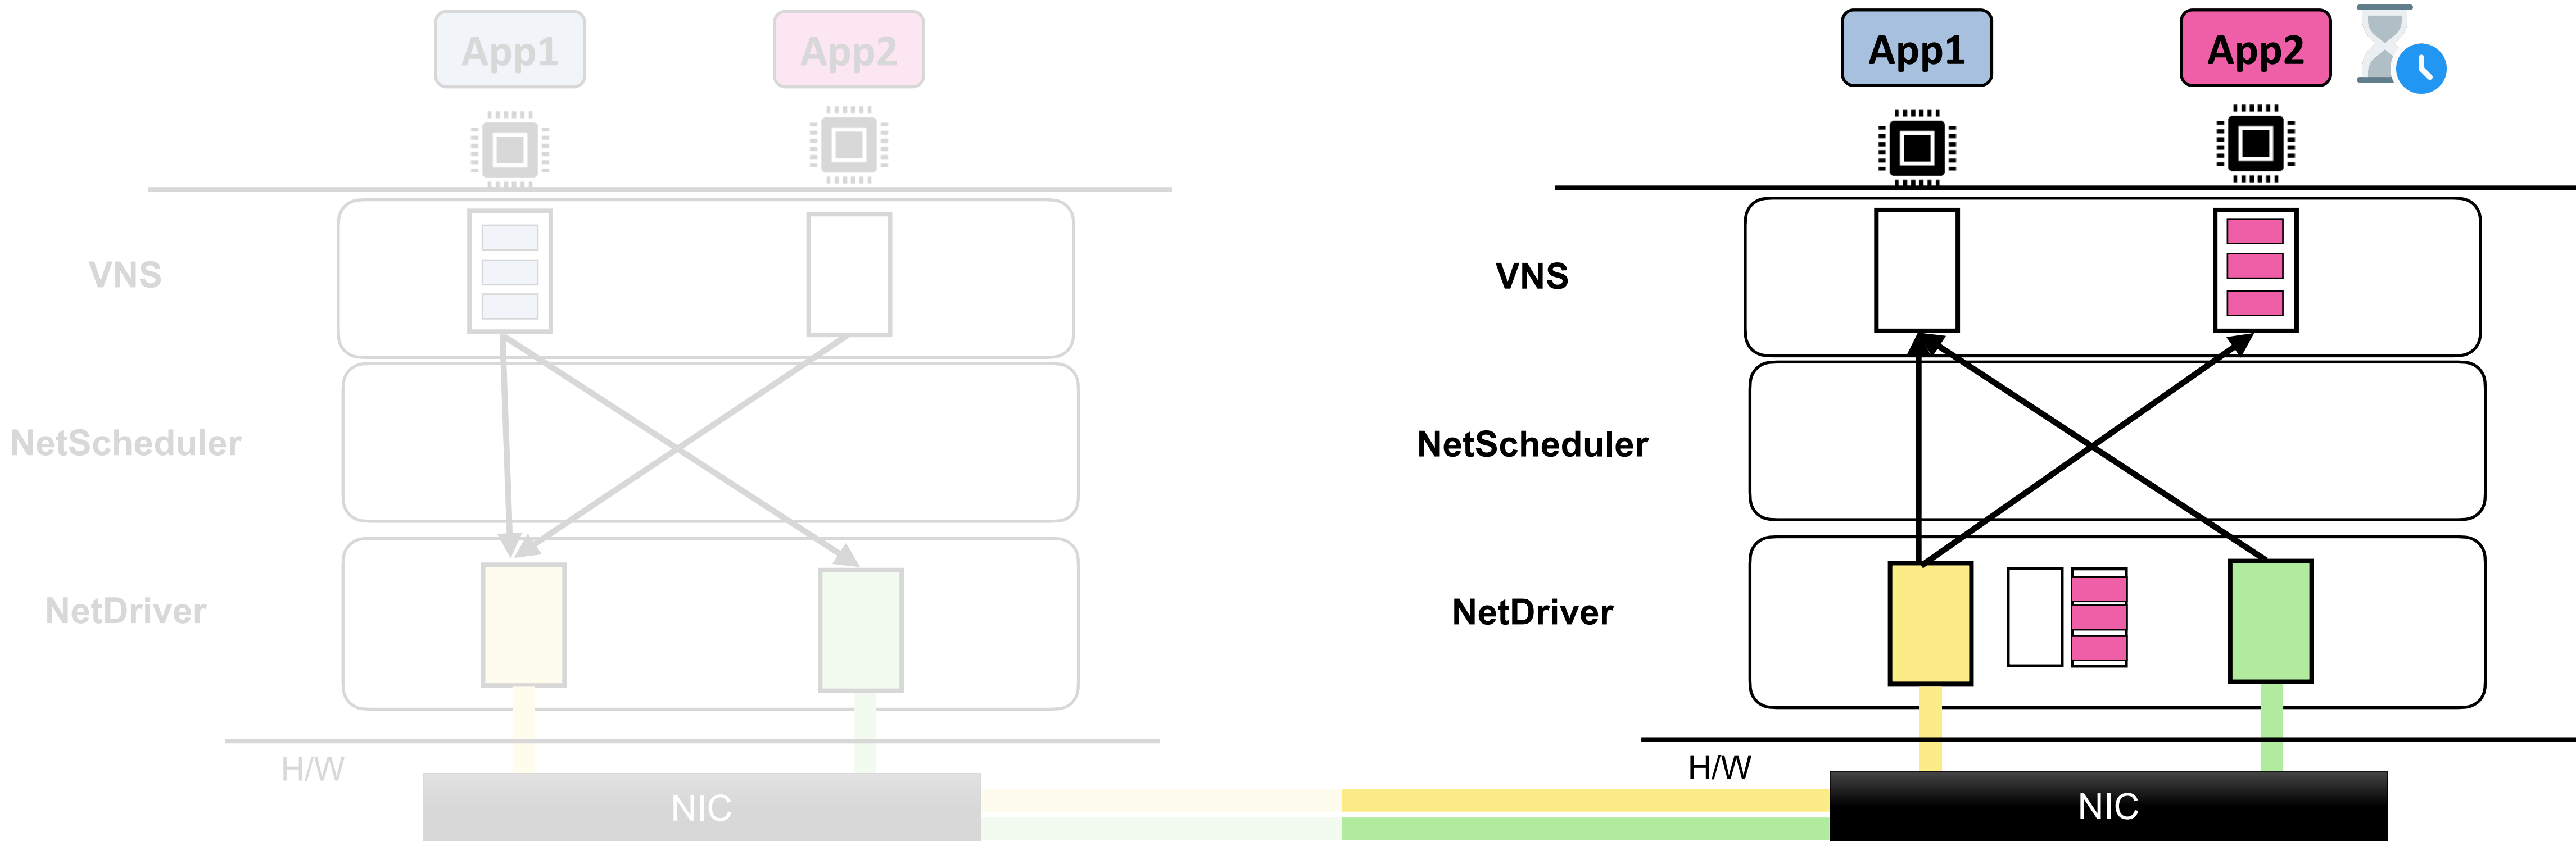 App1
App2
VNS
NetScheduler
NetDriver
H/W
NIC
App1
App2
VNS
NetScheduler
NetDriver
H/W
NIC